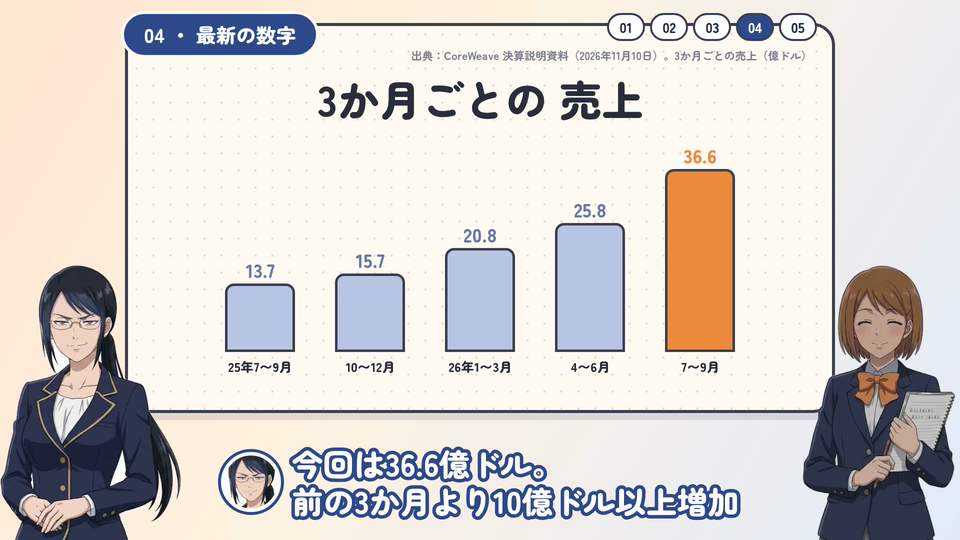 04 ・ 最新の数字
01 02 03 04 05
出典：CoreWeave 決算説明資料（2026年11月10日）。3か月ごとの売上（億ドル）
3か月ごとの 売上
13.7
15.7
20.8
25.8
36.6
25年7〜9月
10〜12月
26年1〜3月
4〜6月
7〜9月
今回は36.6億ドル。
前の3か月より10億ドル以上増加